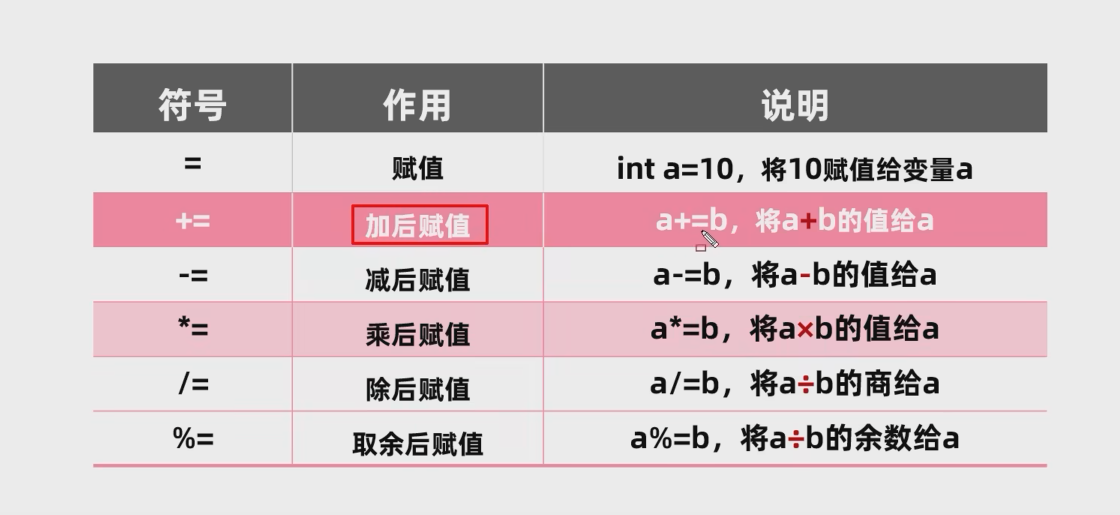 符号 作用 说明
= 赋值 int a=10，将10赋值给变量a
+= 加后赋值 a+=b，将a+b的值给a
-= 减后赋值 a-=b，将a-b的值给a
*= 乘后赋值 a*=b，将a×b的值给a
/= 除后赋值 a/=b，将a÷b的商给a
%= 取余后赋值 a%=b，将a÷b的余数给a